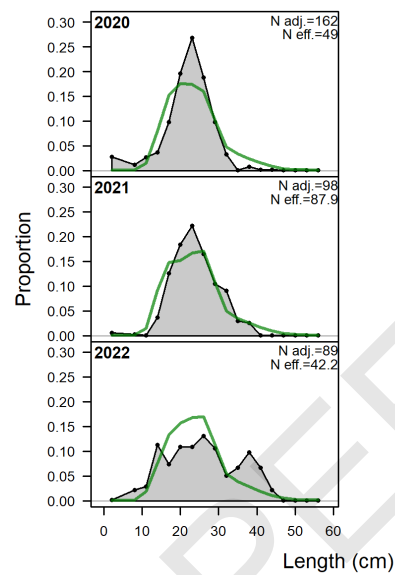 2020
N adj.=162
N eff.=49
0.30
0.25
0.20
0.15
0.10
0.05
0.00
2021
N adj.=98
N eff.=87.9
0.30
0.25
0.20
0.15
0.10
0.05
0.00
Proportion
2022
N adj.=89
N eff.=42.2
0.30
0.25
0.20
0.15
0.10
0.05
0.00
0 10 20 30 40 50 60
Length (cm)